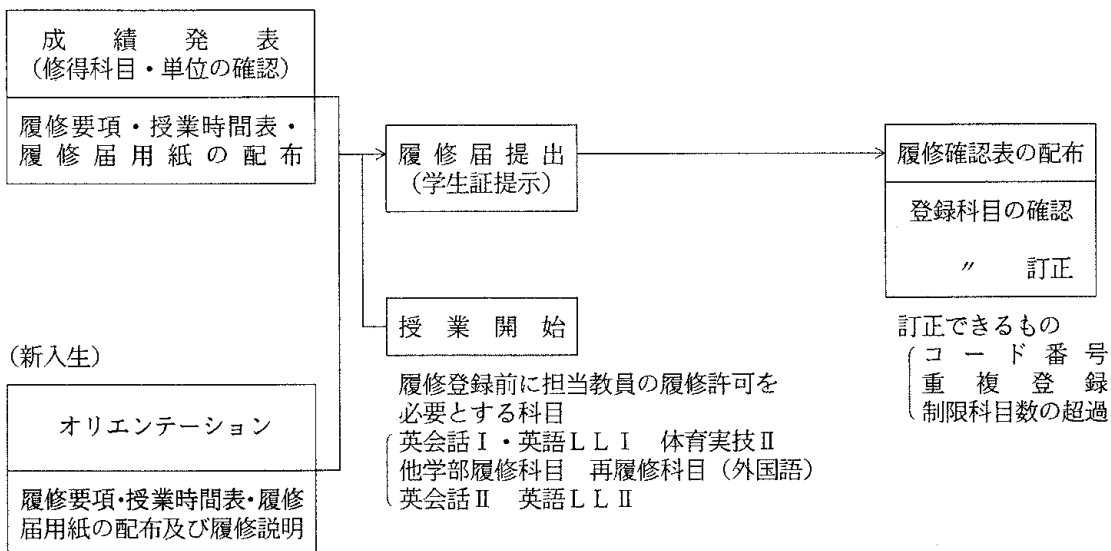 成績発表
(修得科目・単位の確認)
履修要項・授業時間表・
履修届用紙の配布
履修届提出
(学生証提示)
履修確認表の配布
登録科目の確認
〃 訂正
授業開始
訂正できるもの
コード番号
重複登録
制限科目数の超過
履修登録前に担当教員の履修許可を
必要とする科目
英会話Ⅰ・英語ＬＬⅠ 体育実技Ⅱ
他学部履修科目 再履修科目（外国語）
英会話Ⅱ 英語ＬＬⅡ
(新入生)
オリエンテーション
履修要項・授業時間表・履修
届用紙の配布及び履修説明